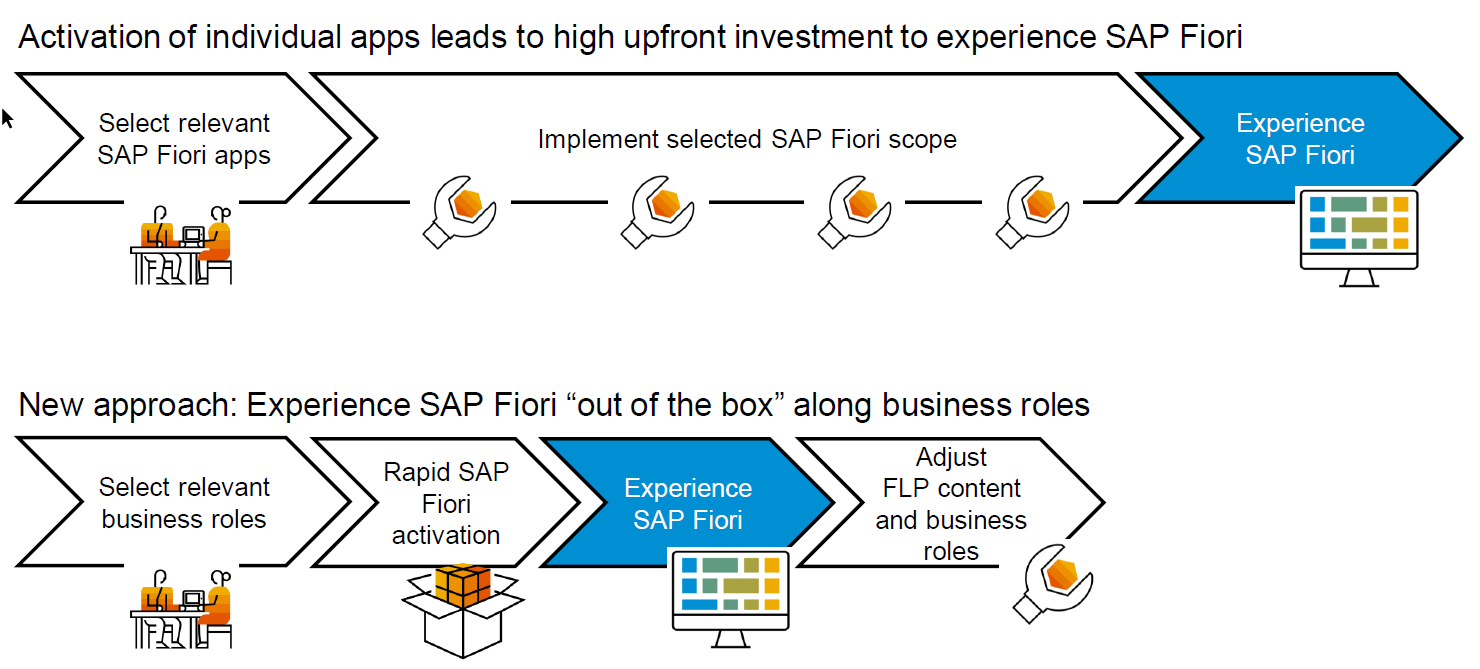 Activation of individual apps leads to high upfront investment to experience SAP Fiori
Select relevant
SAP Fiori apps
Implement selected SAP Fiori scope
Experience
SAP Fiori
New approach: Experience SAP Fiori “out of the box” along business roles
Select relevant
business roles
Rapid SAP
Fiori
activation
Experience
SAP Fiori
Adjust
FLP content
and business
roles